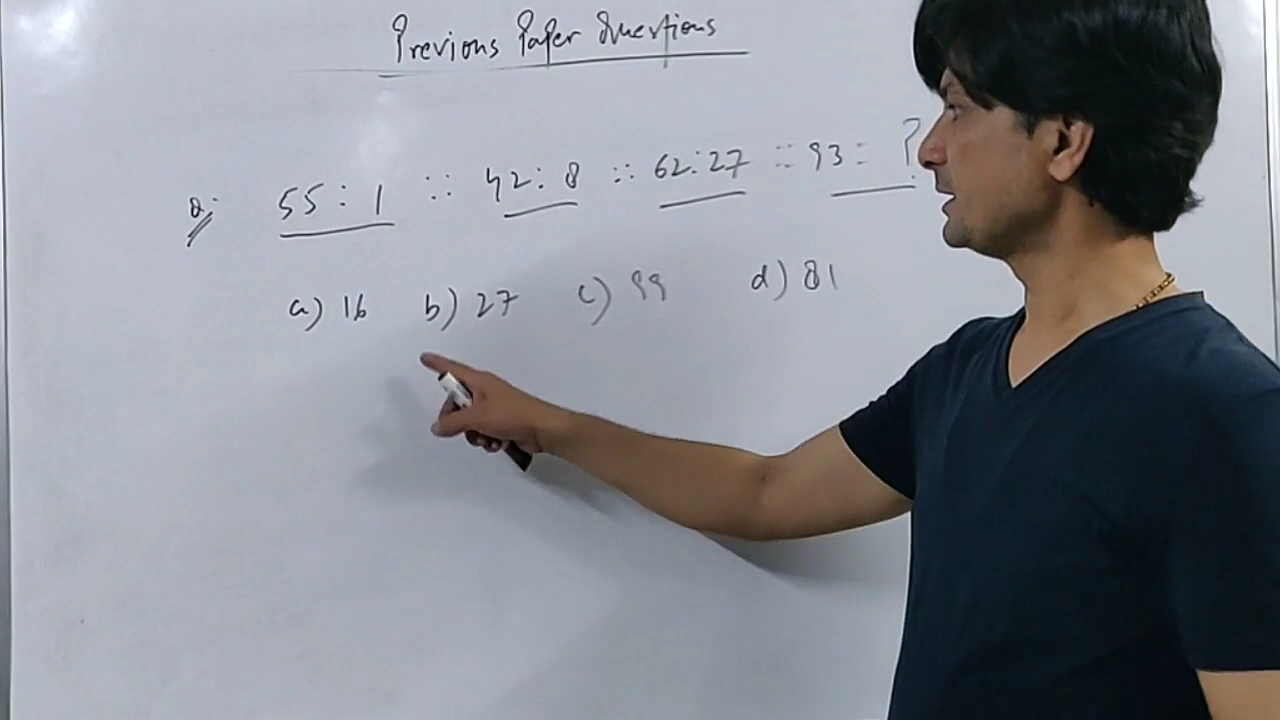 Previous Paper Questions
Q: 55 : 1 :: 42 : 8 :: 62 : 27 :: 93 : ?
a) 16 b) 27 c) 99 d) 81